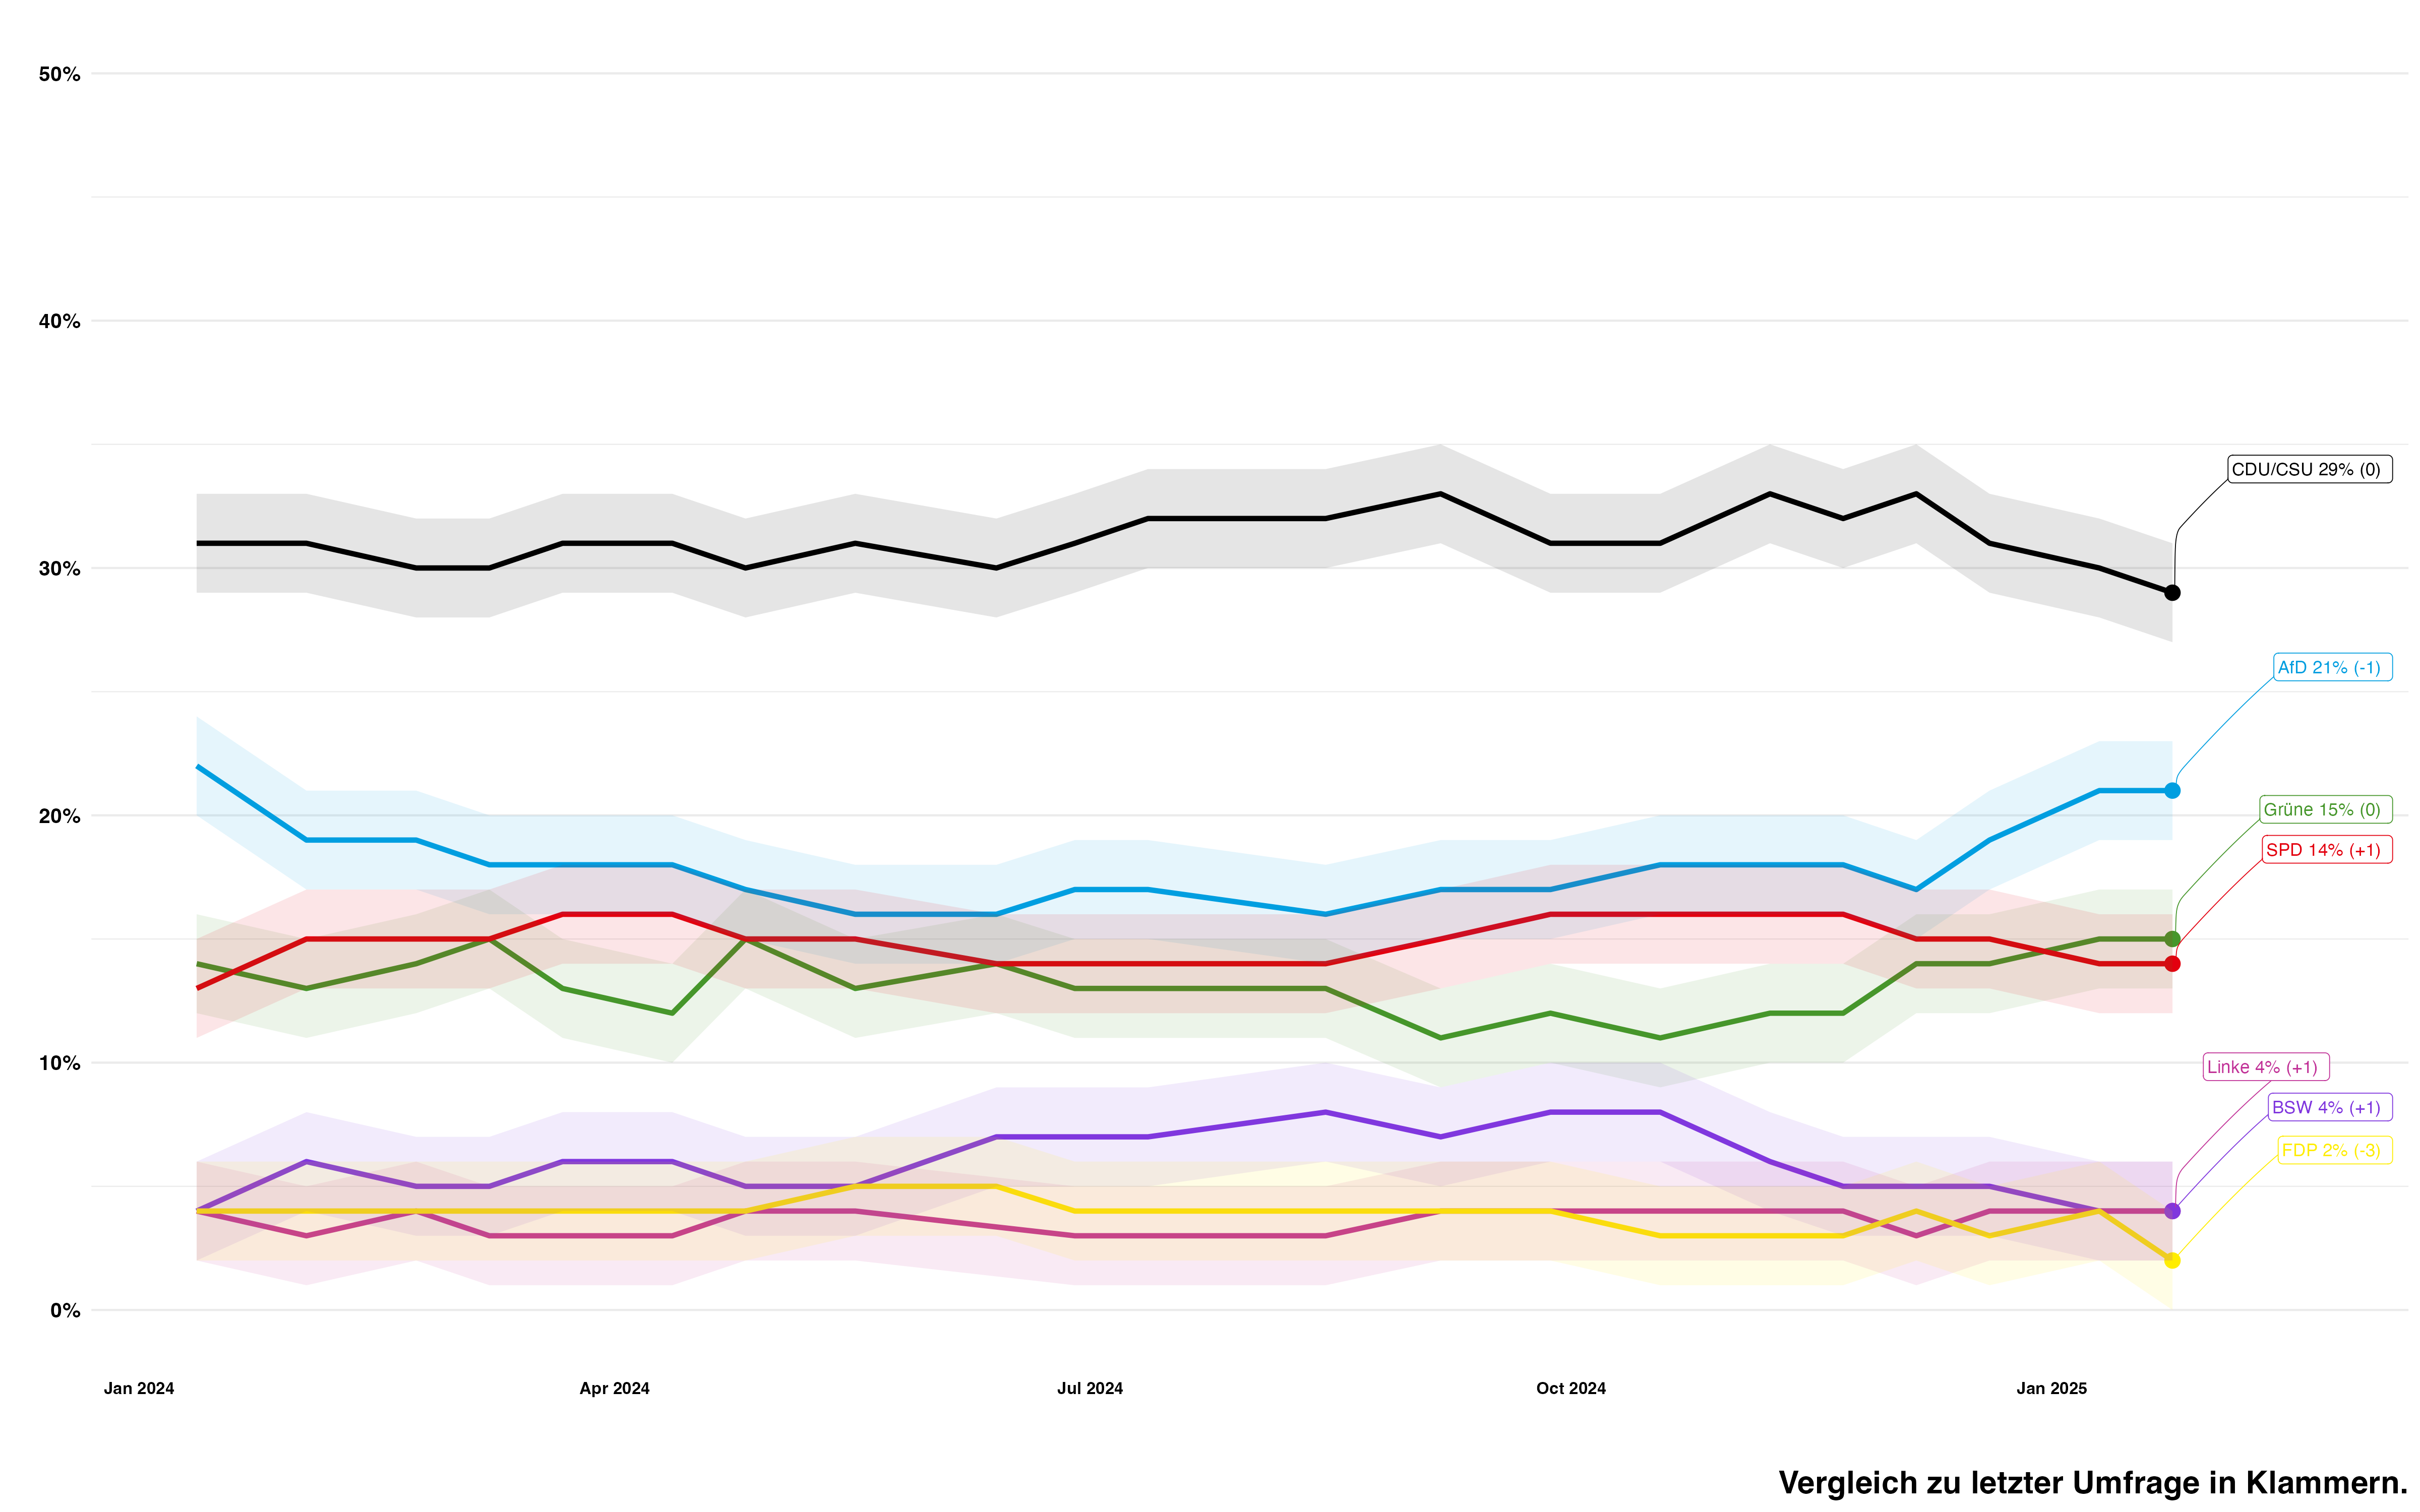 50%
40%
30%
20%
10%
0%
CDU/CSU 29% (0)
AfD 21% (-1)
Grüne 15% (0)
SPD 14% (+1)
Linke 4% (+1)
BSW 4% (+1)
FDP 2% (-3)
Jan 2024
Apr 2024
Jul 2024
Oct 2024
Jan 2025
Vergleich zu letzter Umfrage in Klammern.